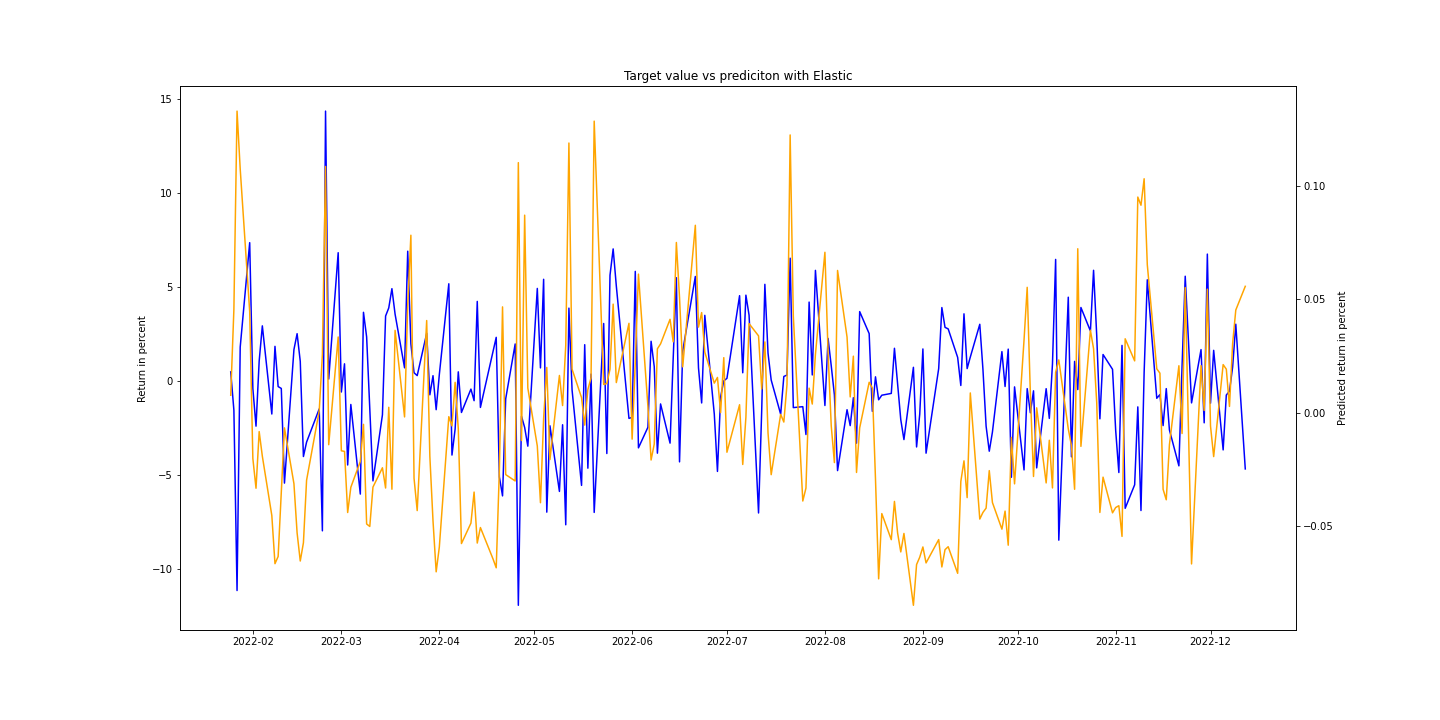 Target value vs prediciton with Elastic
15
10
5
0
−5
−10
Return in percent
0.10
0.05
0.00
−0.05
Predicted return in percent
2022-02 2022-03 2022-04 2022-05 2022-06 2022-07 2022-08 2022-09 2022-10 2022-11 2022-12